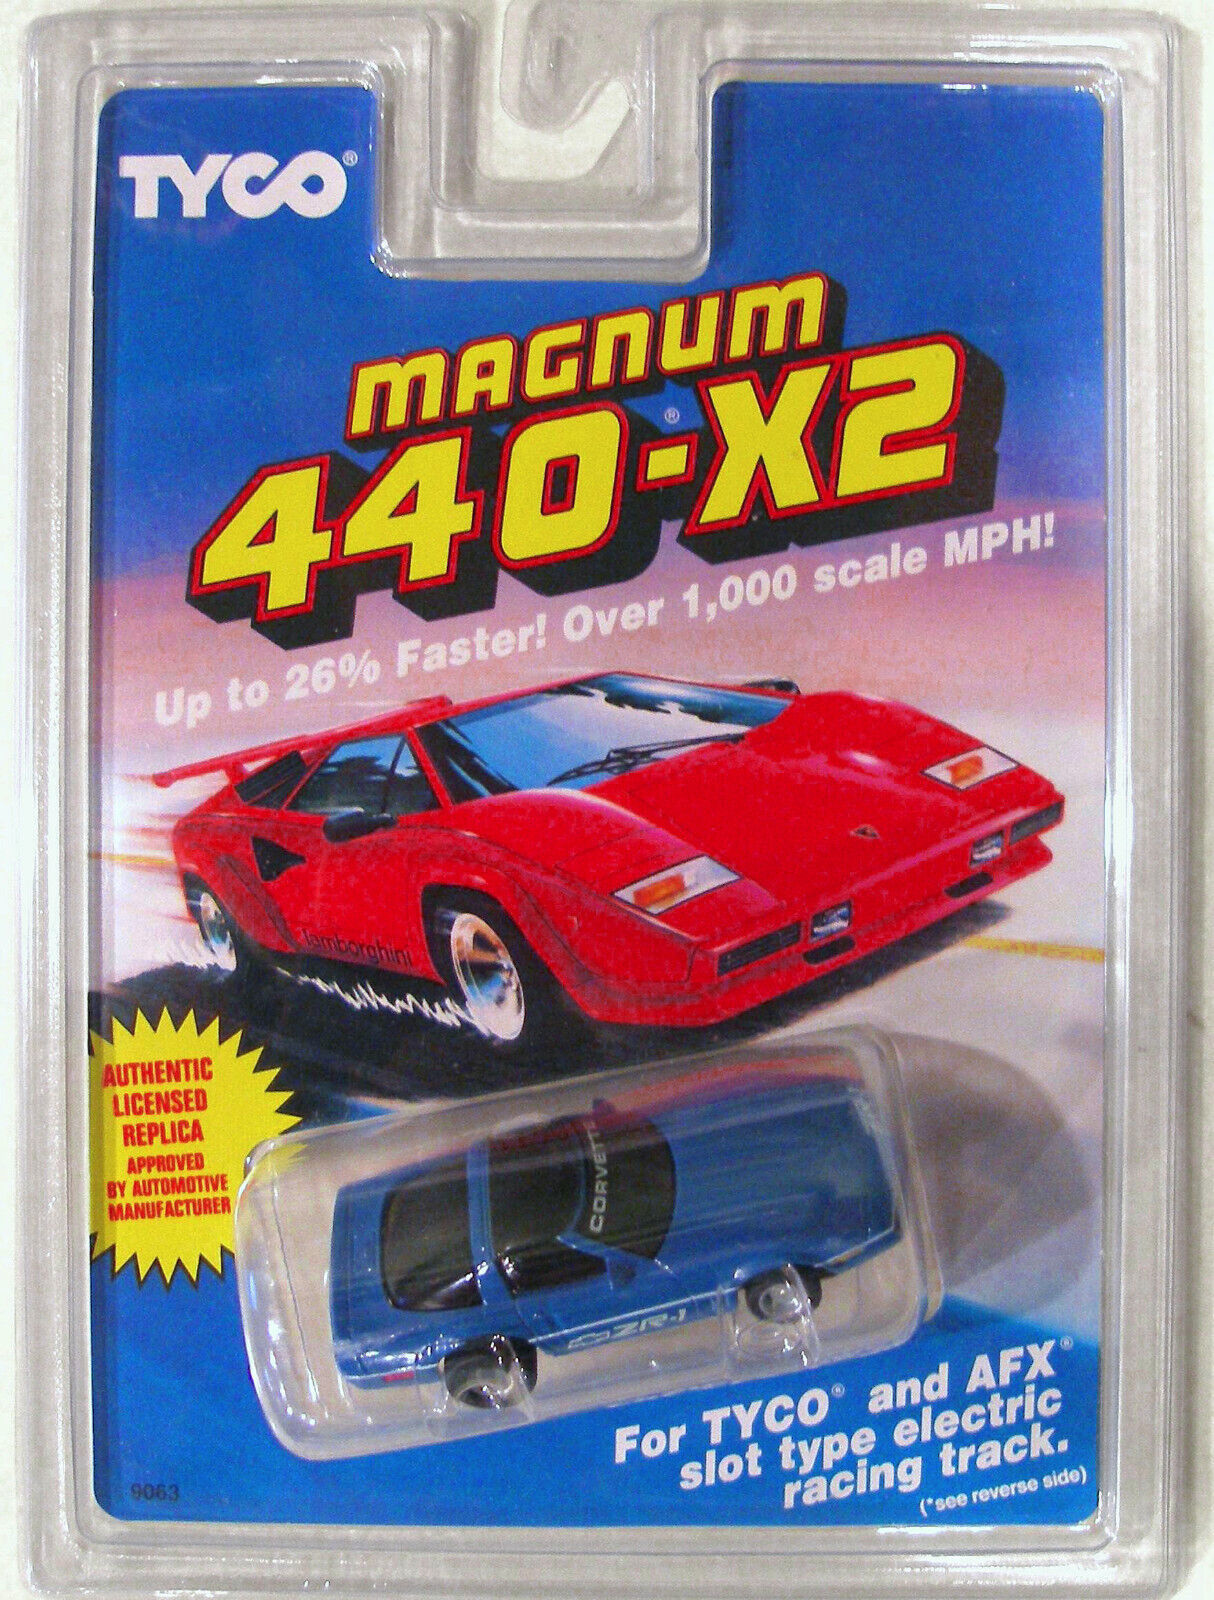 TYCO®
MAGNUM
440®-X2
Up to 26% Faster! Over 1,000 scale MPH!
lamborghini
AUTHENTIC
LICENSED
REPLICA
APPROVED
BY AUTOMOTIVE
MANUFACTURER
CORVETTE
ZR-1
For TYCO® and AFX®
slot type electric
racing track.
(*see reverse side)
9063